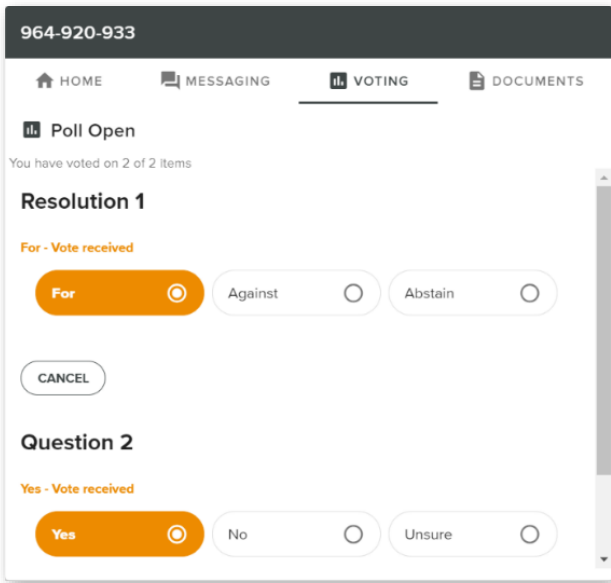 964-920-933
HOME MESSAGING VOTING DOCUMENTS
Poll Open
You have voted on 2 of 2 items
Resolution 1
For - Vote received
For Against Abstain
CANCEL
Question 2
Yes - Vote received
Yes No Unsure